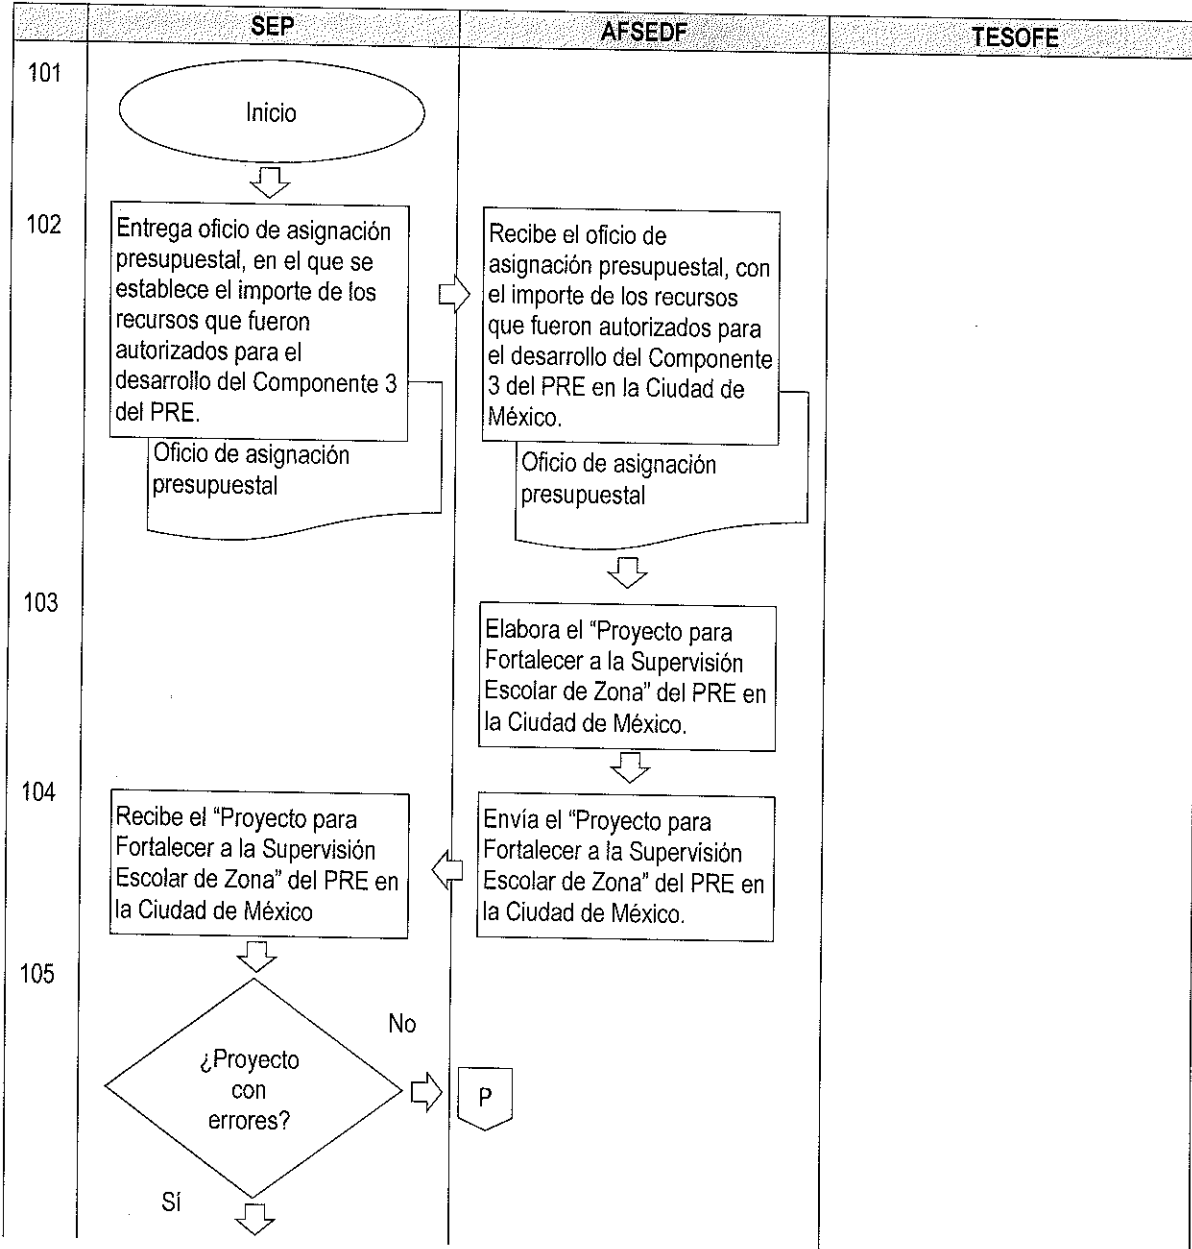 SEP
AFSEDF
TESOFE
101
Inicio
102
Entrega oficio de asignación
presupuestal, en el que se
establece el importe de los
recursos que fueron
autorizados para el
desarrollo del Componente 3
del PRE.
Oficio de asignación
presupuestal
Recibe el oficio de
asignación presupuestal, con
el importe de los recursos
que fueron autorizados para
el desarrollo del Componente
3 del PRE en la Ciudad de
México.
Oficio de asignación
presupuestal
103
Elabora el “Proyecto para
Fortalecer a la Supervisión
Escolar de Zona” del PRE en
la Ciudad de México.
104
Recibe el “Proyecto para
Fortalecer a la Supervisión
Escolar de Zona” del PRE en
la Ciudad de México
Envía el “Proyecto para
Fortalecer a la Supervisión
Escolar de Zona” del PRE en
la Ciudad de México.
105
¿Proyecto
con
errores?
No
P
Sí